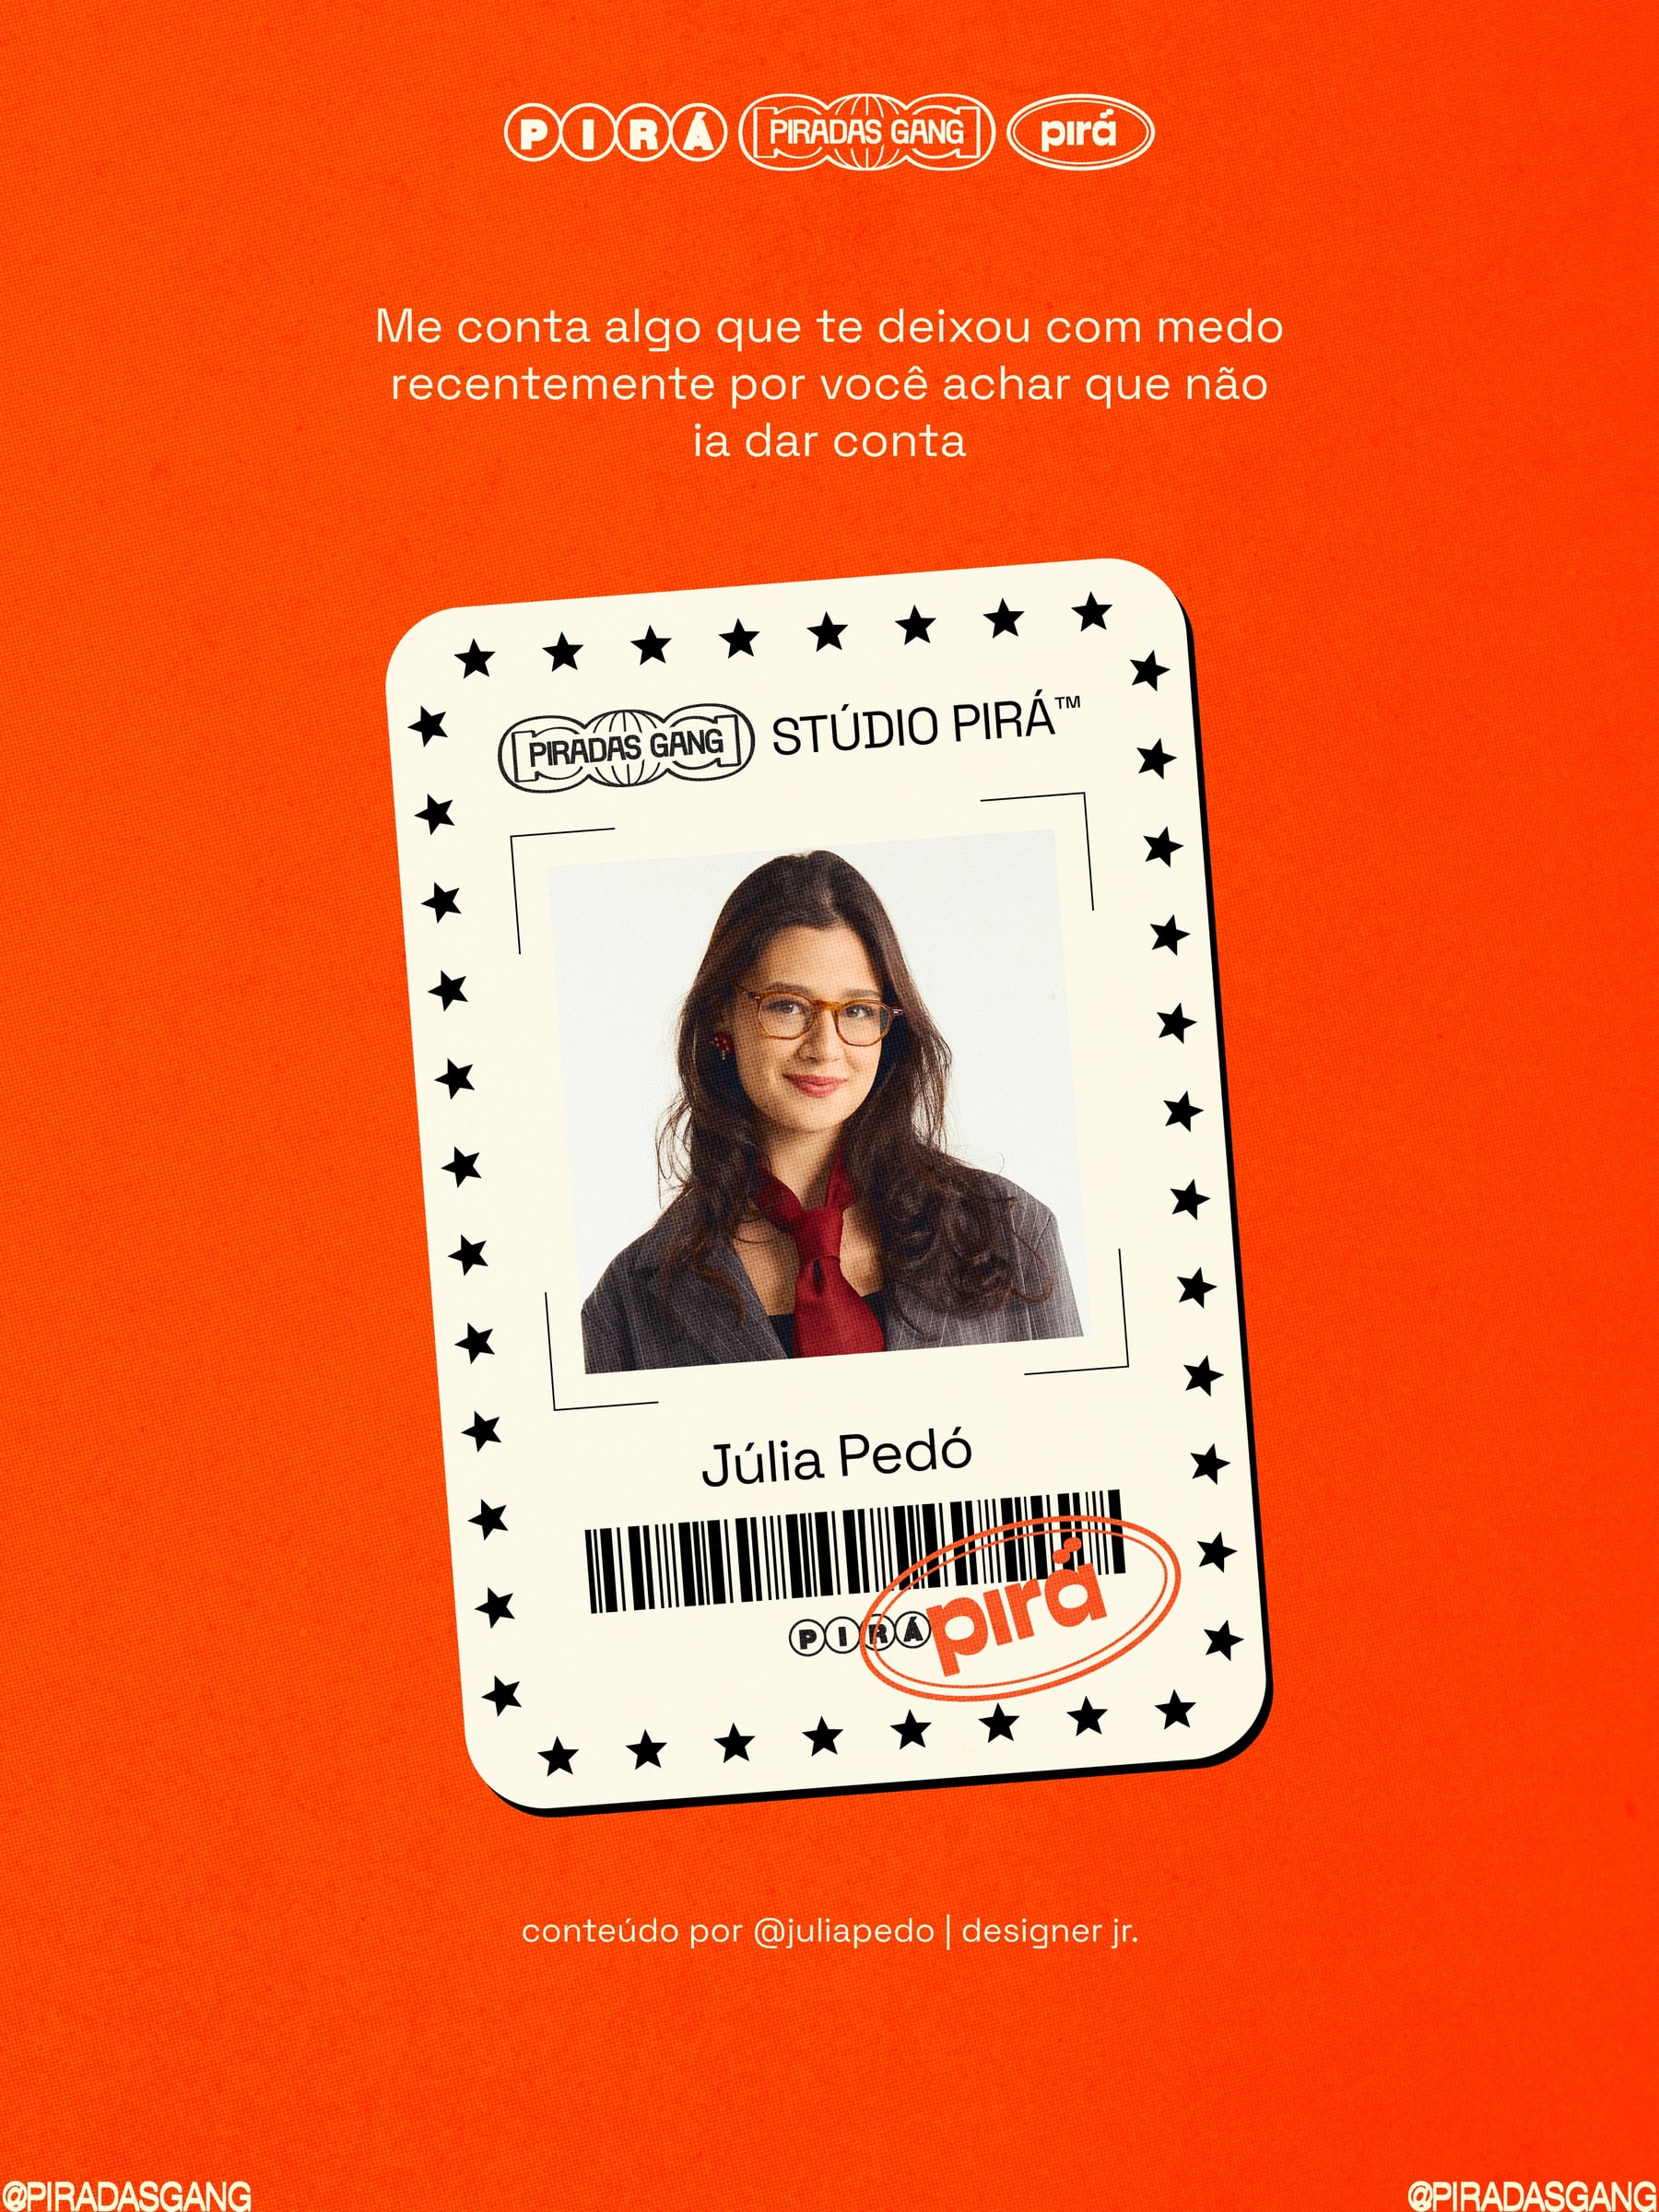 PIRÁ PIRADAS GANG pirá
Me conta algo que te deixou com medo
recentemente por você achar que não
ia dar conta
PIRADAS GANG STÚDIO PIRÁ™
Júlia Pedó
PIRÁ pirá
conteúdo por @juliapedo | designer jr.
@PIRADASGANG @PIRADASGANG